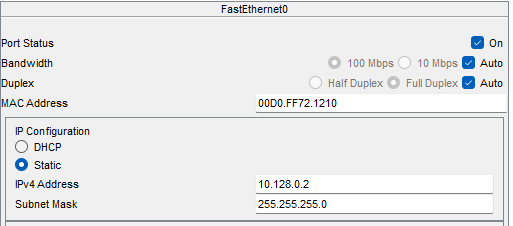 FastEthernet0
Port Status On
Bandwidth 100 Mbps 10 Mbps Auto
Duplex Half Duplex Full Duplex Auto
MAC Address 00D0.FF72.1210
IP Configuration
DHCP
Static
IPv4 Address 10.128.0.2
Subnet Mask 255.255.255.0